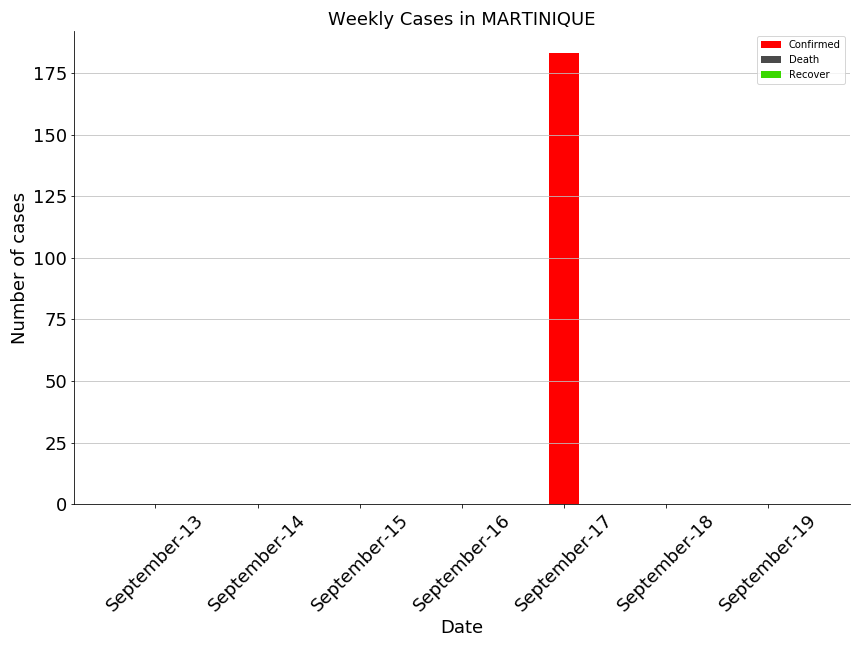 Weekly Cases in MARTINIQUE
Confirmed
Death
Recover
Number of cases
175
150
125
100
75
50
25
0
September-13
September-14
September-15
September-16
September-17
September-18
September-19
Date